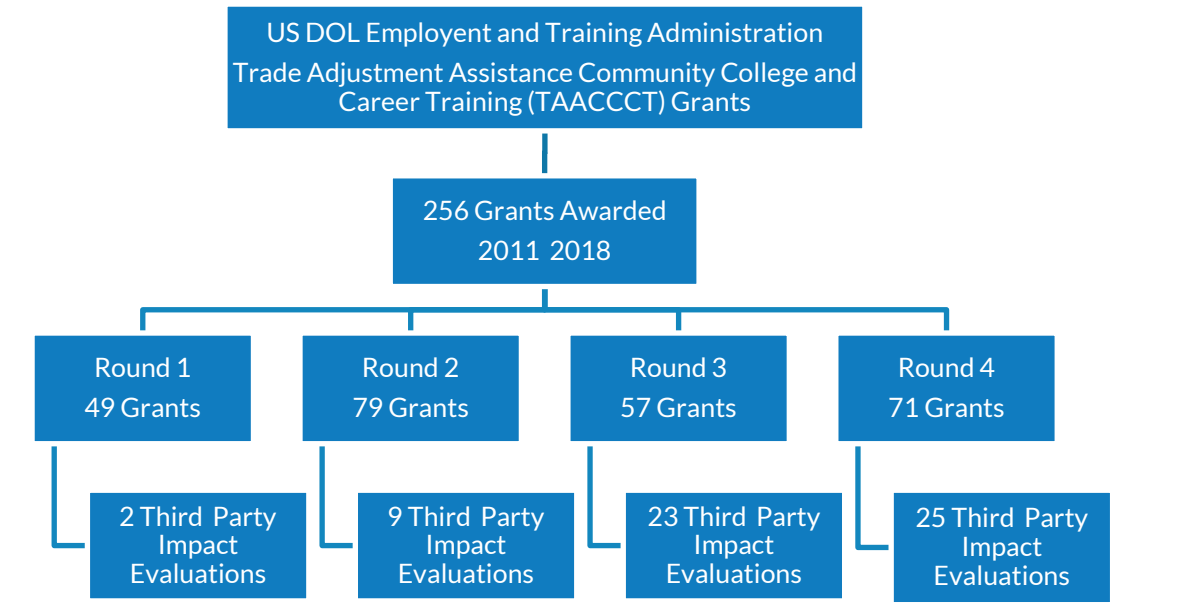 US DOL Employent and Training Administration
Trade Adjustment Assistance Community College and
Career Training (TAACCCT) Grants
256 Grants Awarded
2011 2018
Round 1
49 Grants
Round 2
79 Grants
Round 3
57 Grants
Round 4
71 Grants
2 Third Party
Impact
Evaluations
9 Third Party
Impact
Evaluations
23 Third Party
Impact
Evaluations
25 Third Party
Impact
Evaluations